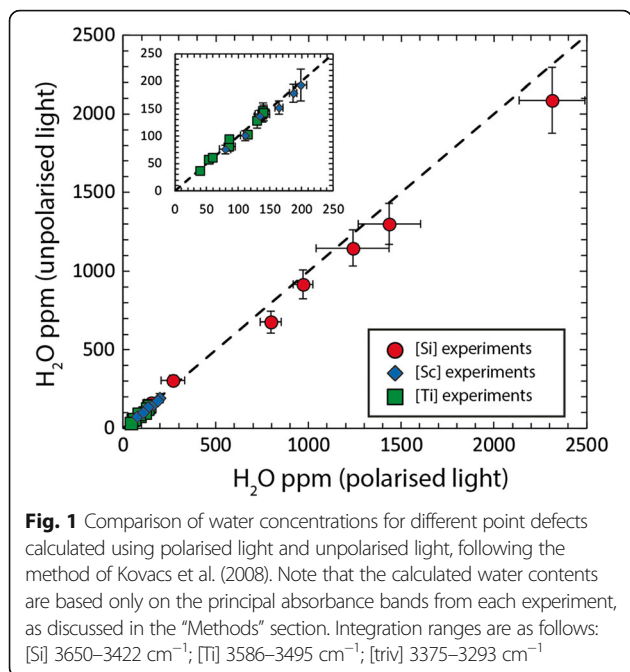 2500
2000
1500
1000
500
0
H₂O ppm (unpolarised light)
250
200
150
100
50
0
0 50 100 150 200 250
[Si] experiments
[Sc] experiments
[Ti] experiments
0 500 1000 1500 2000 2500
H₂O ppm (polarised light)
Fig. 1 Comparison of water concentrations for different point defects
calculated using polarised light and unpolarised light, following the
method of Kovacs et al. (2008). Note that the calculated water contents
are based only on the principal absorbance bands from each experiment,
as discussed in the “Methods” section. Integration ranges are as follows:
[Si] 3650–3422 cm⁻¹; [Ti] 3586–3495 cm⁻¹; [triv] 3375–3293 cm⁻¹